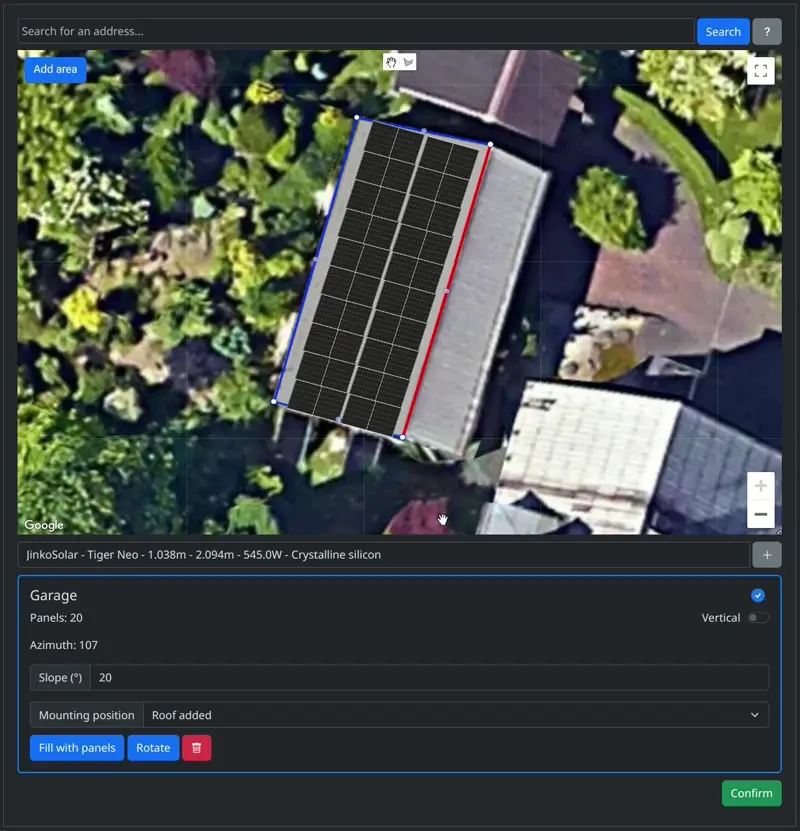 Search for an address...
Search
?
Add area
Google
JinkoSolar - Tiger Neo - 1.038m - 2.094m - 545.0W - Crystalline silicon
+
Garage
Panels: 20
Vertical
Azimuth: 107
Slope (°)
20
Mounting position
Roof added
Fill with panels
Rotate
Confirm